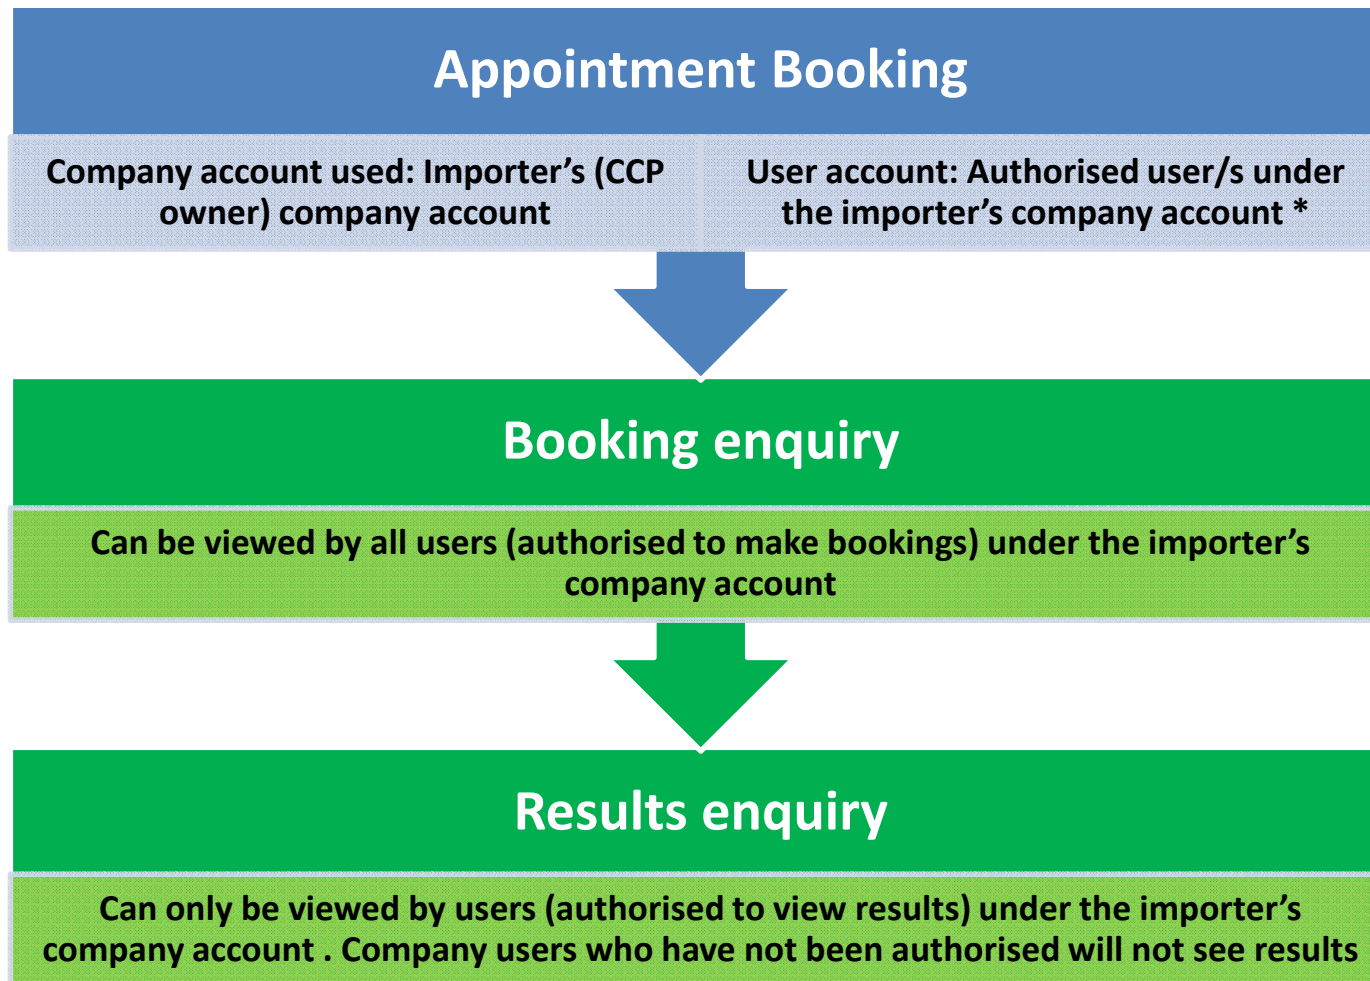 Appointment Booking
Company account used: Importer’s (CCP
owner) company account
User account: Authorised user/s under
the importer’s company account *
Booking enquiry
Can be viewed by all users (authorised to make bookings) under the importer’s
company account
Results enquiry
Can only be viewed by users (authorised to view results) under the importer’s
company account . Company users who have not been authorised will not see results